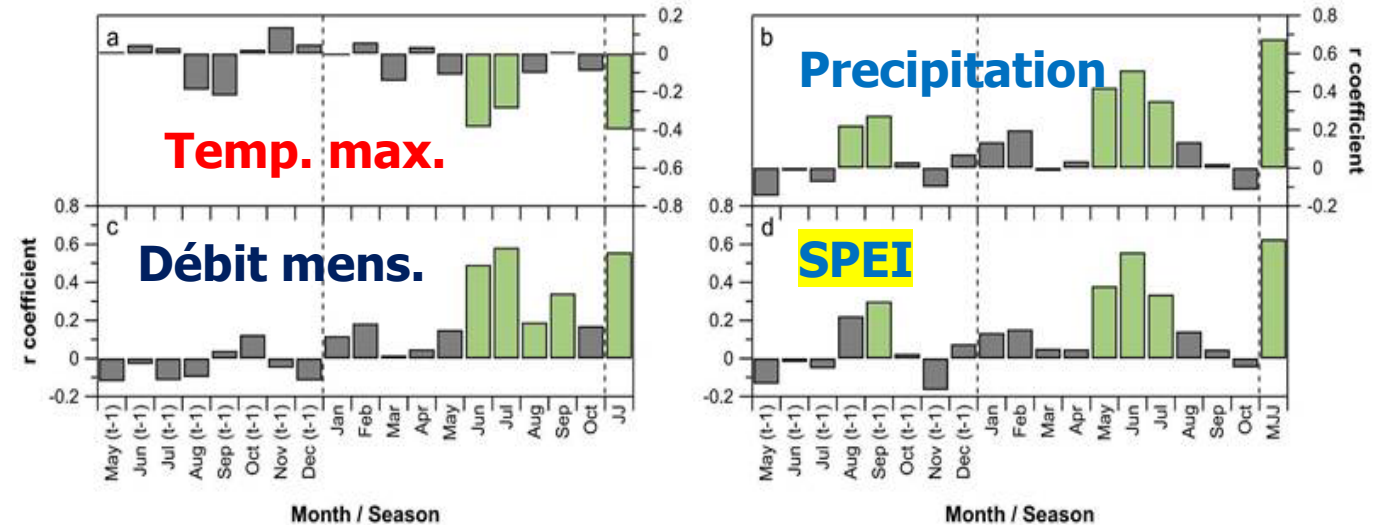 a
0.2
0
-0.2
-0.4
-0.6
-0.8
Temp. max.
b
0.8
0.6
0.4
0.2
0
-0.2
r coefficient
Precipitation
c
0.8
0.6
0.4
0.2
0
-0.2
r coefficient
Débit mens.
d
SPEI
May (t-1)
Jun (t-1)
Jul (t-1)
Aug (t-1)
Sep (t-1)
Oct (t-1)
Nov (t-1)
Dec (t-1)
Jan
Feb
Mar
Apr
May
Jun
Jul
Aug
Sep
Oct
JJ
Month / Season
0.8
0.6
0.4
0.2
0
-0.2
May (t-1)
Jun (t-1)
Jul (t-1)
Aug (t-1)
Sep (t-1)
Oct (t-1)
Nov (t-1)
Dec (t-1)
Jan
Feb
Mar
Apr
May
Jun
Jul
Aug
Sep
Oct
MJJ
Month / Season